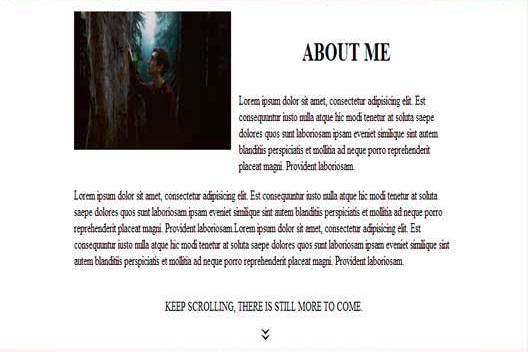 ABOUT ME
Lorem ipsum dolor sit amet, consectetur adipisicing elit. Est
consequuntur iusto nulla atque hic modi tenetur at soluta saepe
dolores quos sunt laboriosam ipsam eveniet similique sint autem
blanditiis perspiciatis et mollitia ad neque porro reprehenderit
placeat magni. Provident laboriosam.
Lorem ipsum dolor sit amet, consectetur adipisicing elit. Est consequuntur iusto nulla atque hic modi tenetur at soluta
saepe dolores quos sunt laboriosam ipsam eveniet similique sint autem blanditiis perspiciatis et mollitia ad neque porro
reprehenderit placeat magni. Provident laboriosam.Lorem ipsum dolor sit amet, consectetur adipisicing elit. Est
consequuntur iusto nulla atque hic modi tenetur at soluta saepe dolores quos sunt laboriosam ipsam eveniet similique sint
autem blanditiis perspiciatis et mollitia ad neque porro reprehenderit placeat magni. Provident laboriosam.
KEEP SCROLLING, THERE IS STILL MORE TO COME.